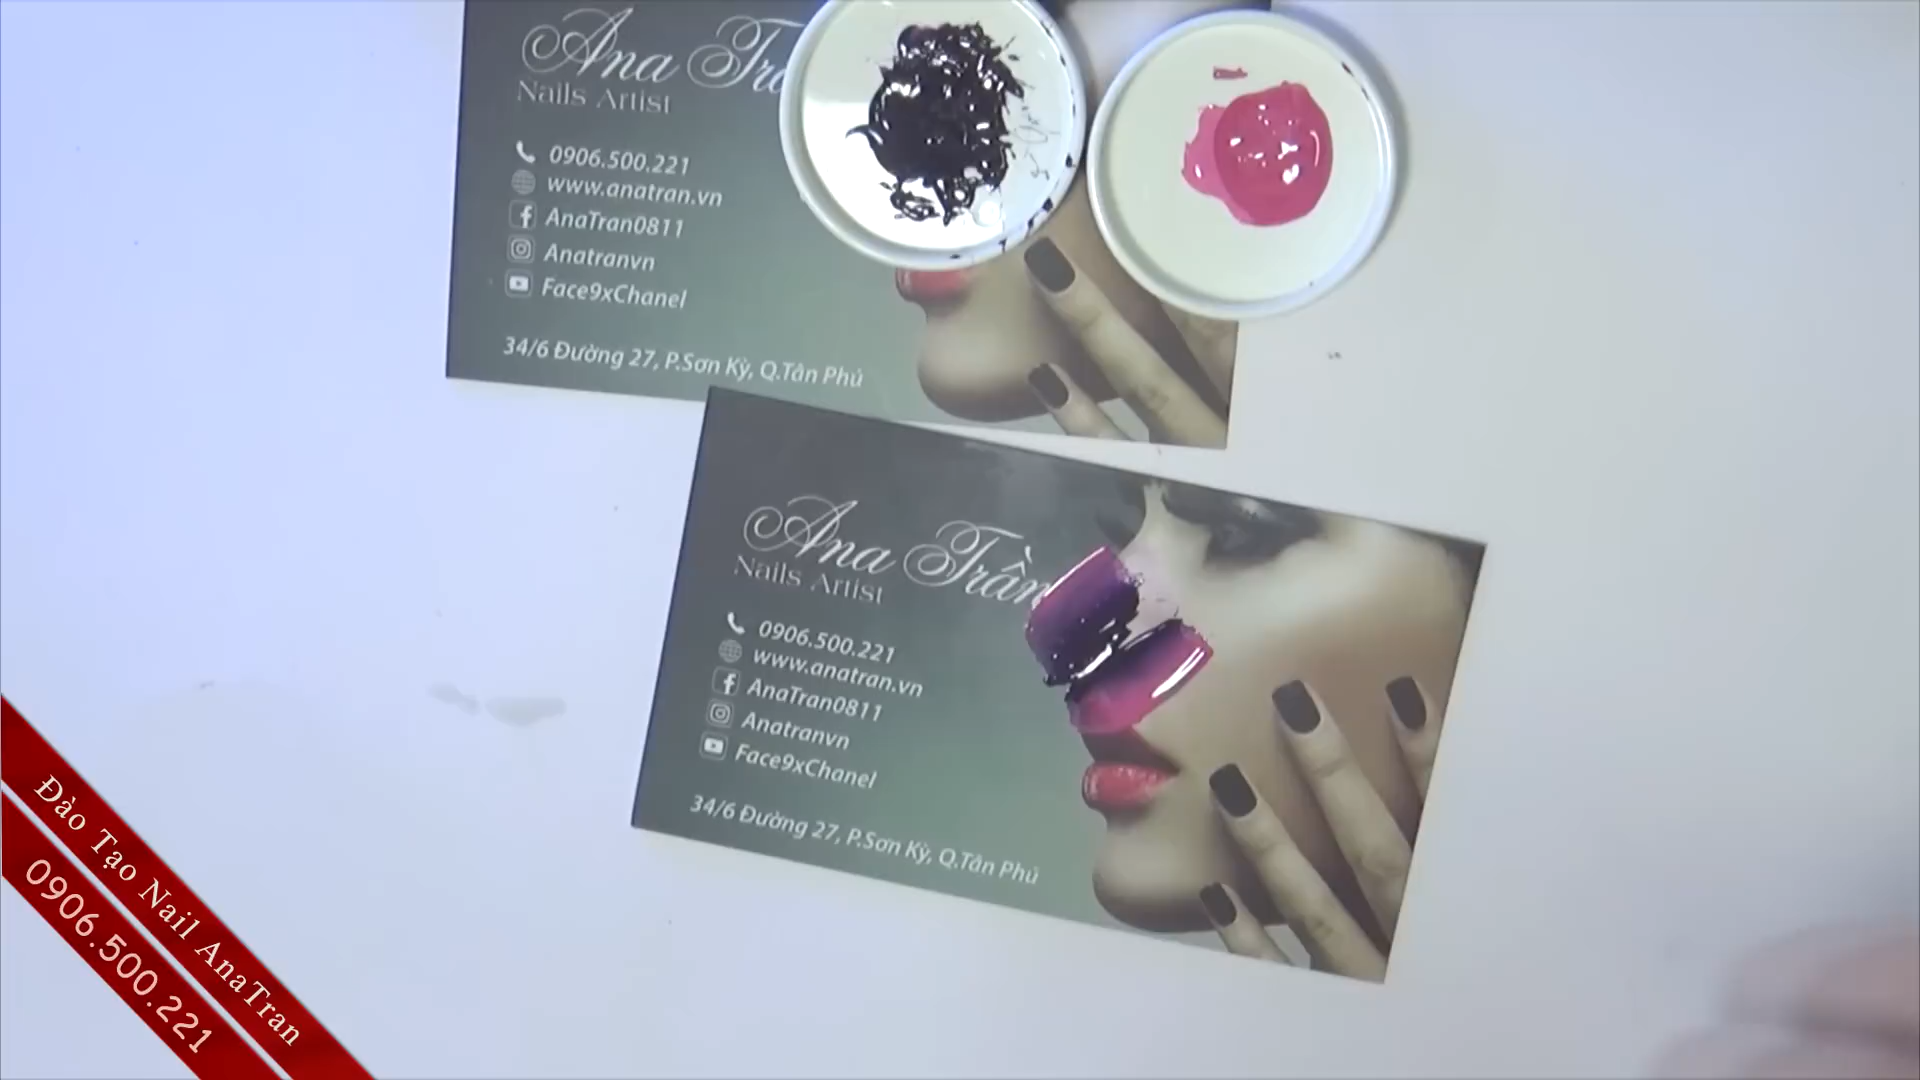 Ana Trần
Nails Artist
0906.500.221
www.anatran.vn
AnaTran0811
Anatranvn
Face9xChanel
34/6 Đường 27, P.Sơn Kỳ, Q.Tân Phú
Ana Trần
Nails Artist
0906.500.221
www.anatran.vn
AnaTran0811
Anatranvn
Face9xChanel
34/6 Đường 27, P.Sơn Kỳ, Q.Tân Phú
Đào Tạo Nail AnaTran
0906.500.221